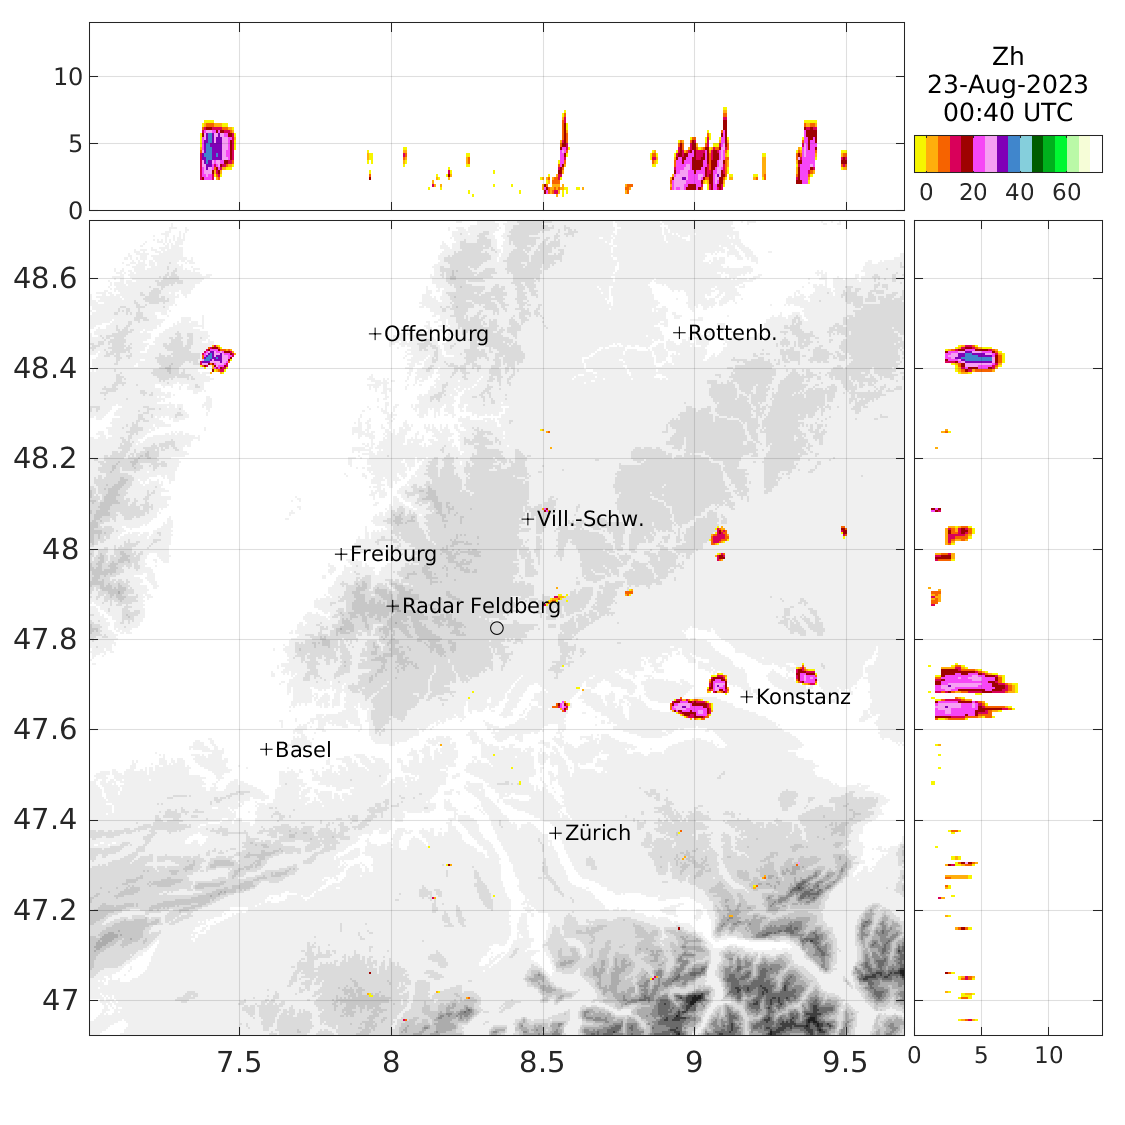 10
5
0
Zh
23-Aug-2023
00:40 UTC
0 20 40 60
48.6
48.4
48.2
48
47.8
47.6
47.4
47.2
47
Offenburg
Rottenb.
Vill.-Schw.
Freiburg
Radar Feldberg
Konstanz
Basel
Zürich
7.5 8 8.5 9 9.5
0 5 10